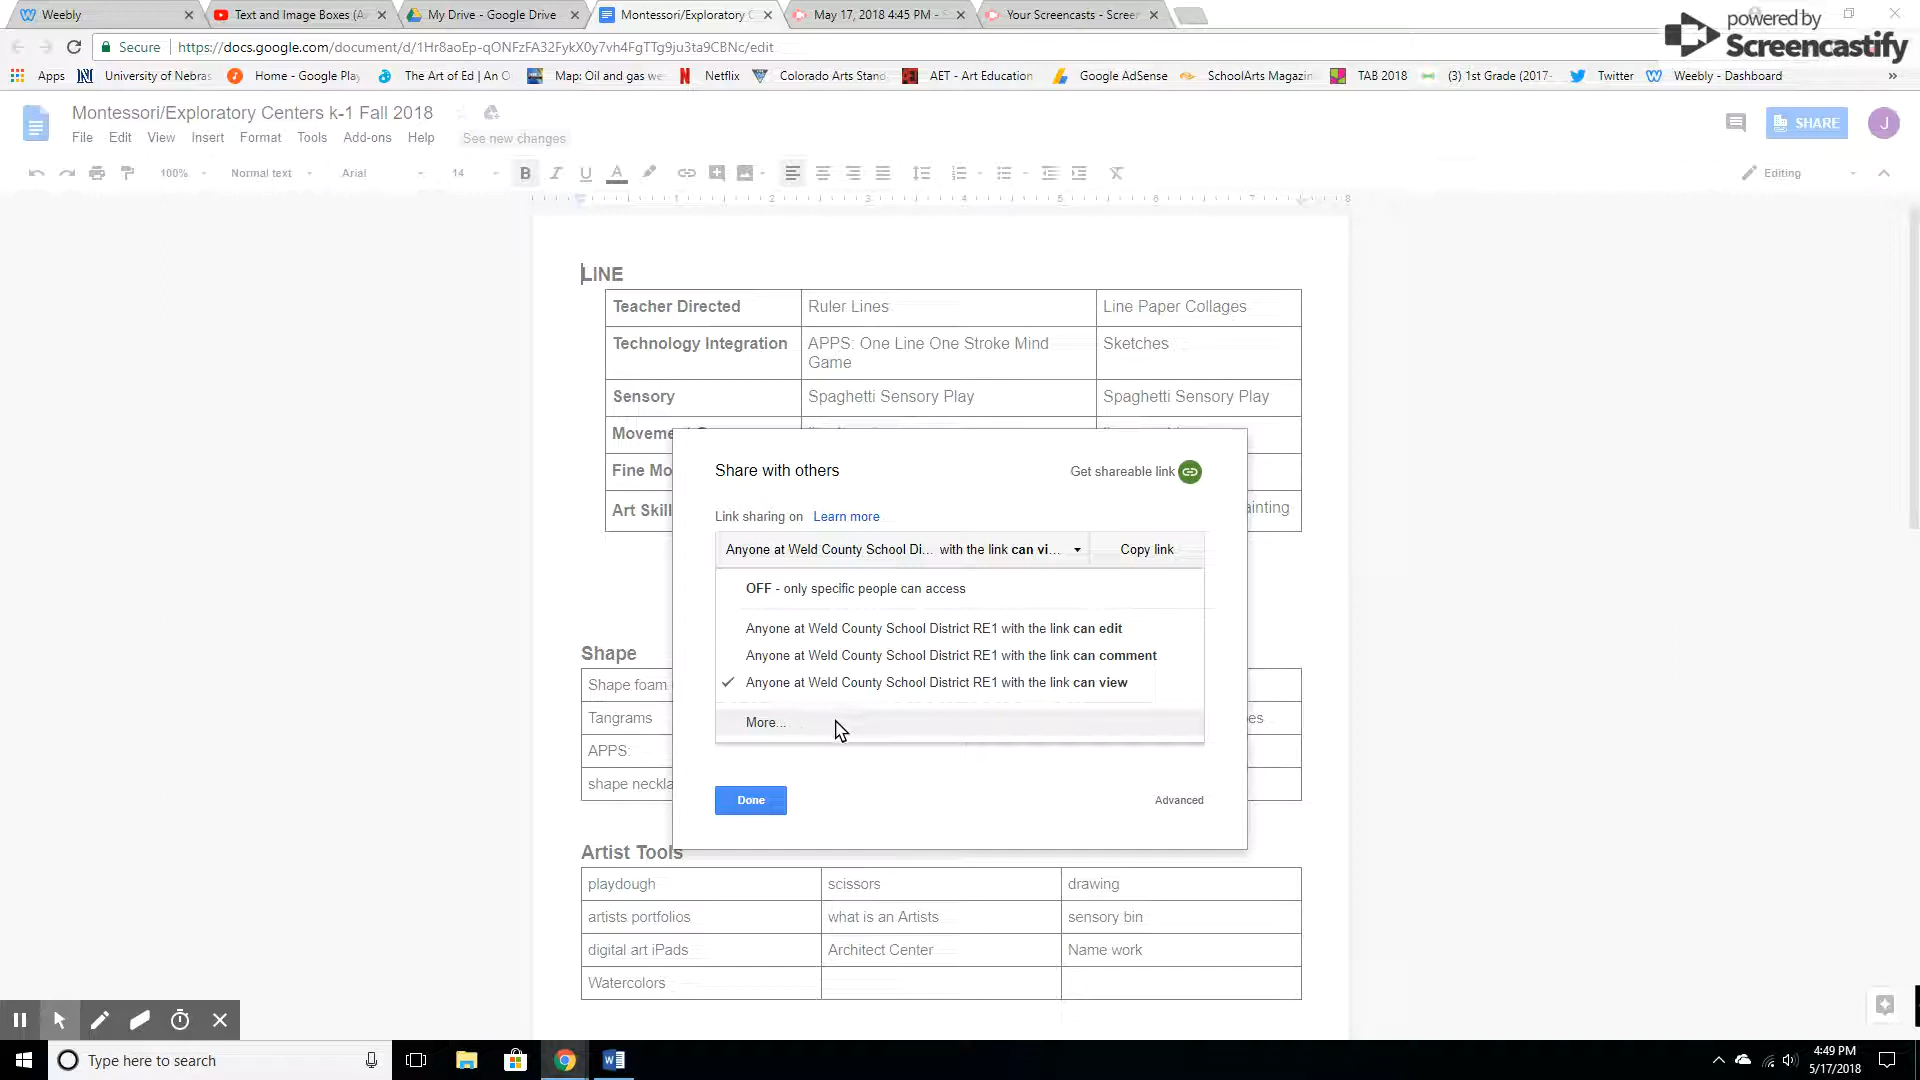 Weebly
Text and Image Boxes (A
My Drive - Google Drive
Montessori/Exploratory C
May 17, 2018 4:45 PM -
Your Screencasts - Screen
powered by
Screencastify
Secure
https://docs.google.com/document/d/1Hr8aoEp-qONFzFA32FykX0y7vh4FgTTg9ju3ta9CBNc/edit
Apps
University of Nebras
Home - Google Play
The Art of Ed | An O
Map: Oil and gas we
Netflix
Colorado Arts Stand
AET - Art Education
Google AdSense
SchoolArts Magazin
TAB 2018
(3) 1st Grade (2017-
Twitter
Weebly - Dashboard
Montessori/Exploratory Centers k-1 Fall 2018
SHARE
J
File Edit View Insert Format Tools Add-ons Help See new changes
100% Normal text Arial 14 B I U A Editing
1 2 3 4 5 6 7 8
LINE
Teacher Directed Ruler Lines Line Paper Collages
Technology Integration APPS: One Line One Stroke Mind Sketches
Game
Sensory Spaghetti Sensory Play Spaghetti Sensory Play
Moveme
Fine Mo
Art Skill ainting
Share with others Get shareable link
Link sharing on Learn more
Anyone at Weld County School Di... with the link can vi... Copy link
OFF - only specific people can access
Anyone at Weld County School District RE1 with the link can edit
Anyone at Weld County School District RE1 with the link can comment
Anyone at Weld County School District RE1 with the link can view
More...
Done Advanced
Shape
Shape foam
Tangrams es
APPS:
shape neckla
Artist Tools
playdough scissors drawing
artists portfolios what is an Artists sensory bin
digital art iPads Architect Center Name work
Watercolors
Type here to search
4:49 PM
5/17/2018